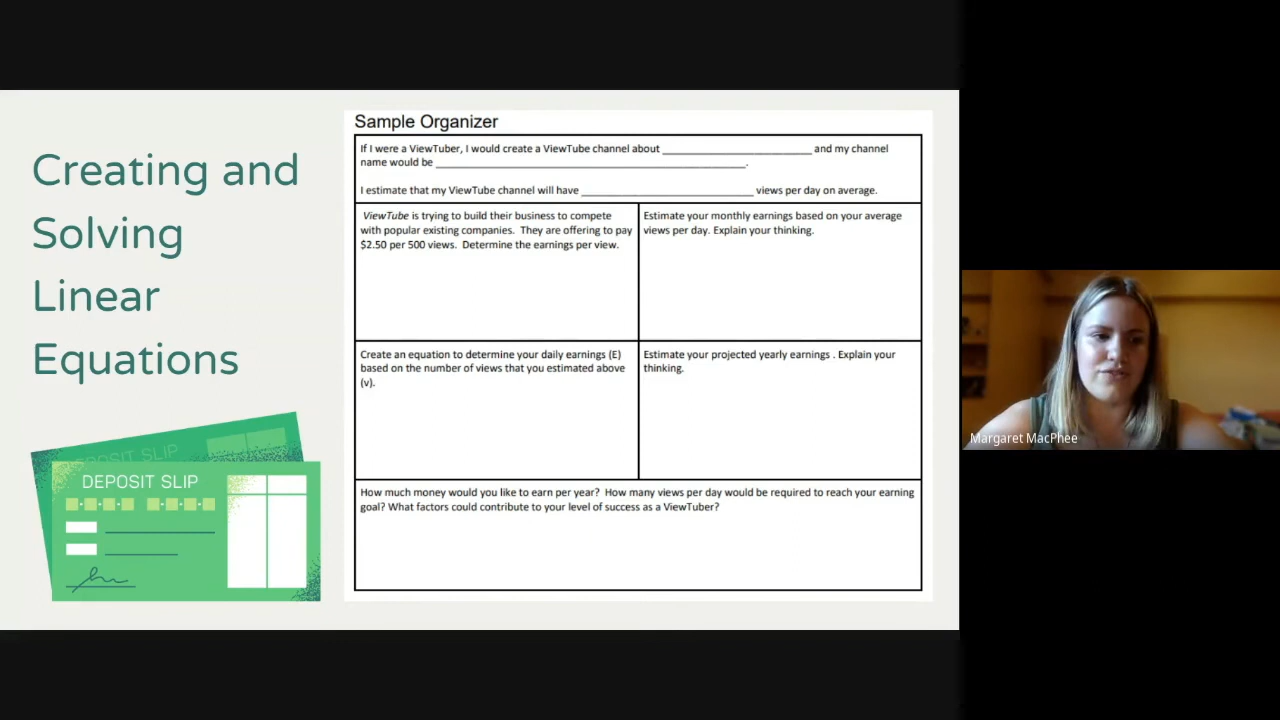 Creating and
Solving
Linear
Equations
DEPOSIT SLIP
DEPOSIT SLIP
Sample Organizer
If I were a ViewTuber, I would create a ViewTube channel about __________________________ and my channel
name would be ______________________________________________________.
I estimate that my ViewTube channel will have ______________________________ views per day on average.
ViewTube is trying to build their business to compete
with popular existing companies. They are offering to pay
$2.50 per 500 views. Determine the earnings per view.
Estimate your monthly earnings based on your average
views per day. Explain your thinking.
Create an equation to determine your daily earnings (E)
based on the number of views that you estimated above
(v).
Estimate your projected yearly earnings . Explain your
thinking.
How much money would you like to earn per year? How many views per day would be required to reach your earning
goal? What factors could contribute to your level of success as a ViewTuber?
Margaret MacPhee